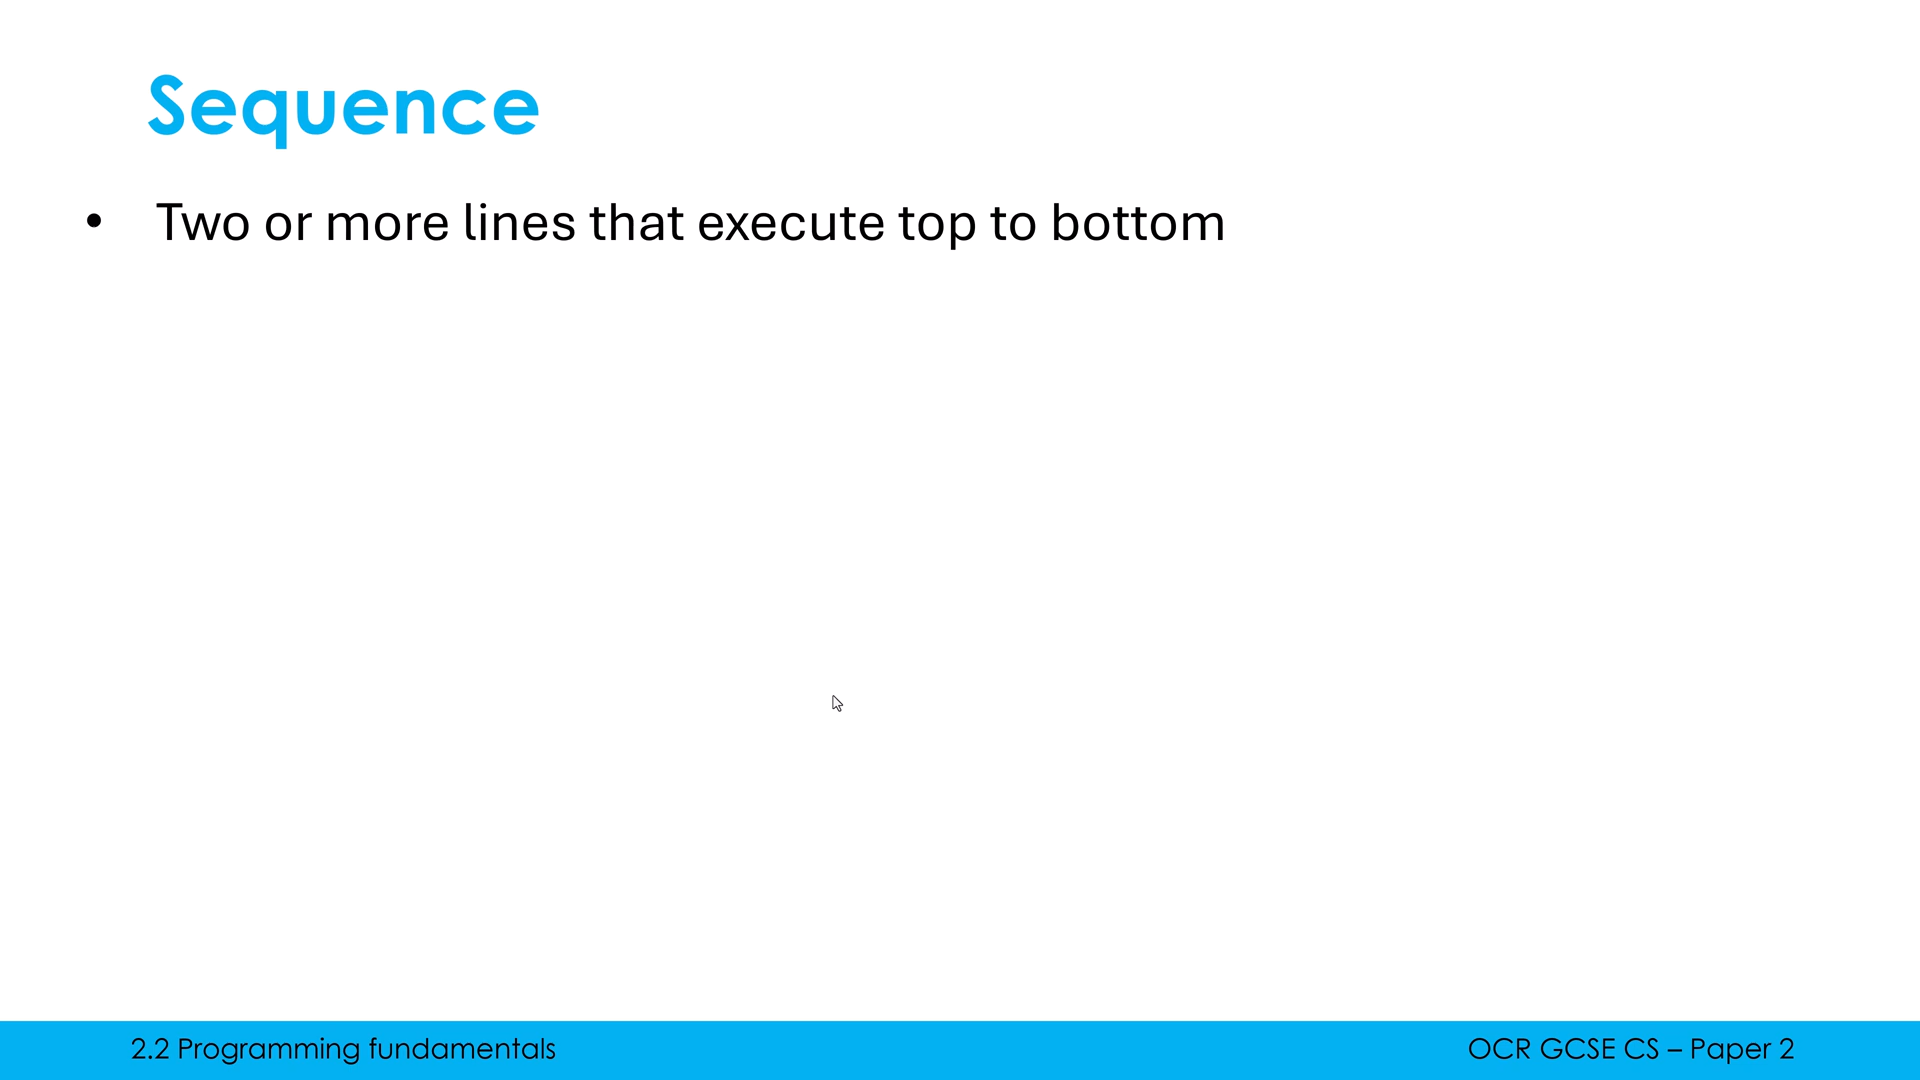 Sequence
• Two or more lines that execute top to bottom
2.2 Programming fundamentals
OCR GCSE CS – Paper 2